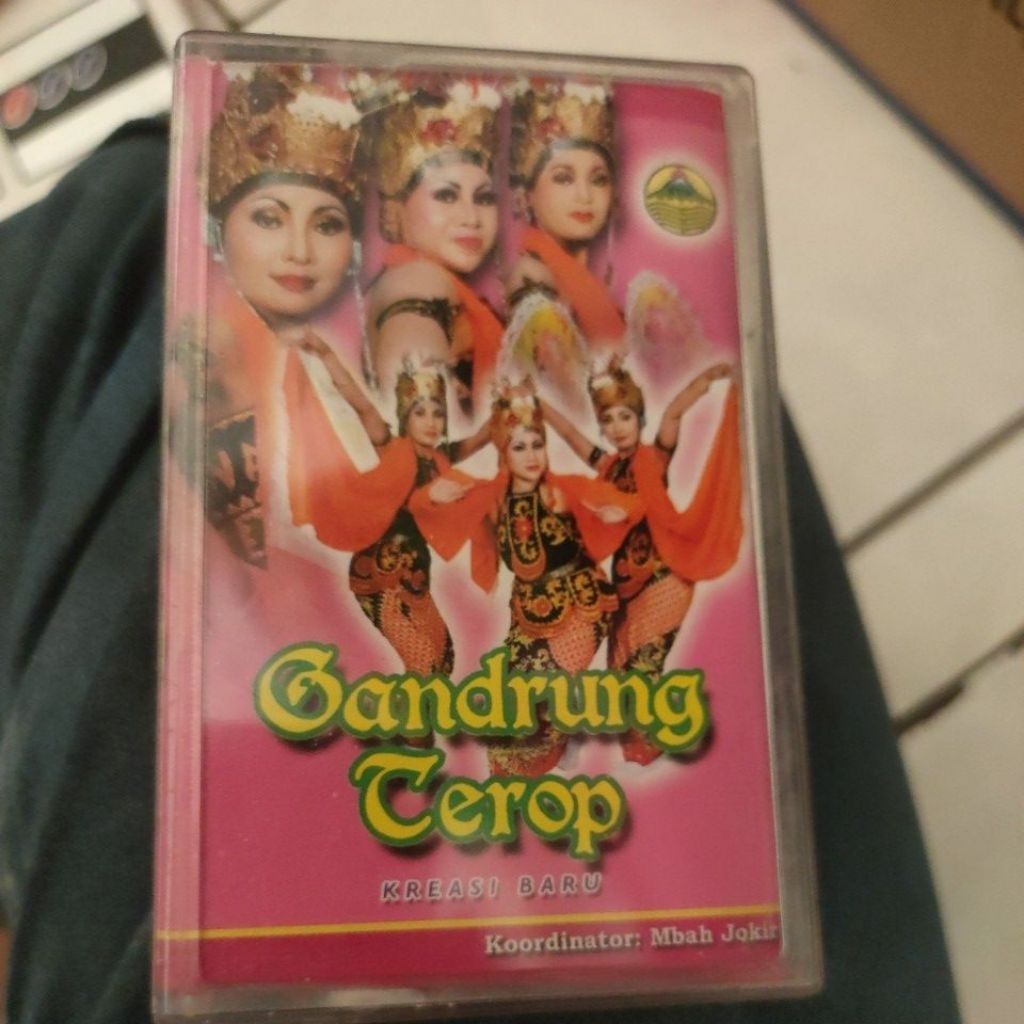 Gandrung
Terop
KREASI BARU
Koordinator: Mbah Jokir